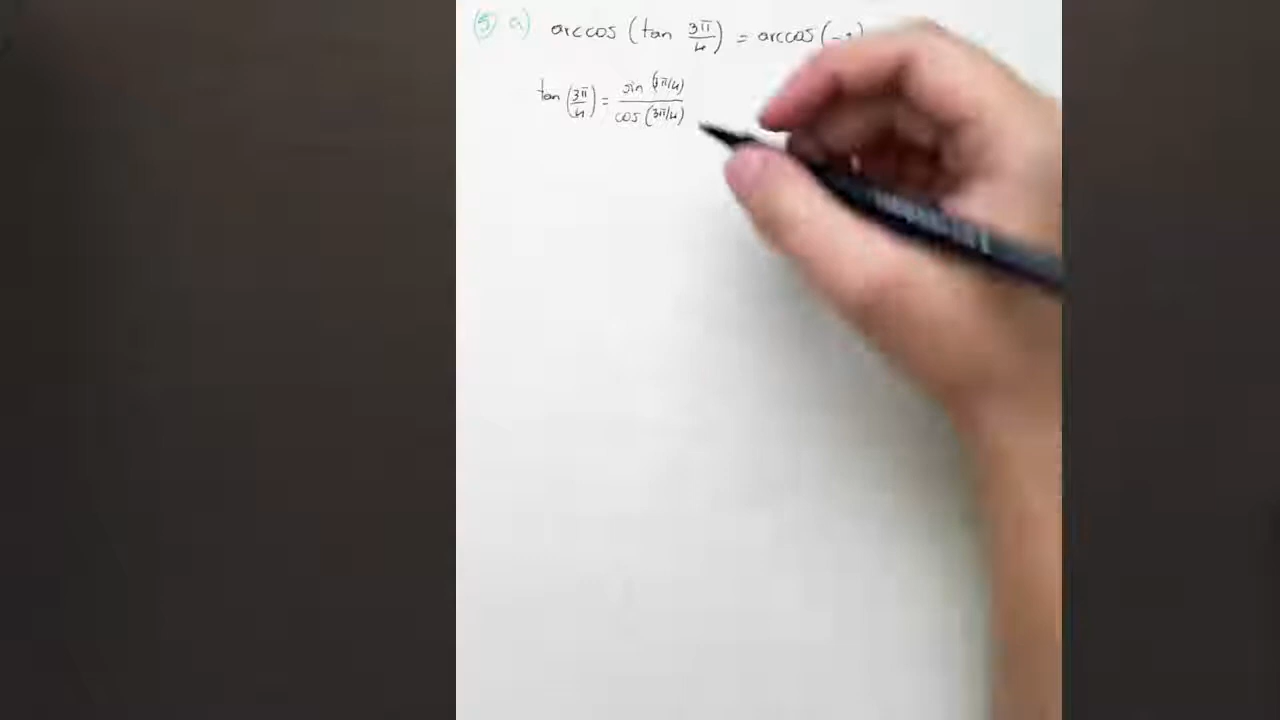 5 a) arccos (tan 3π/4) = arccos (-1)
tan (3π/4) = sin (3π/4) / cos (3π/4)